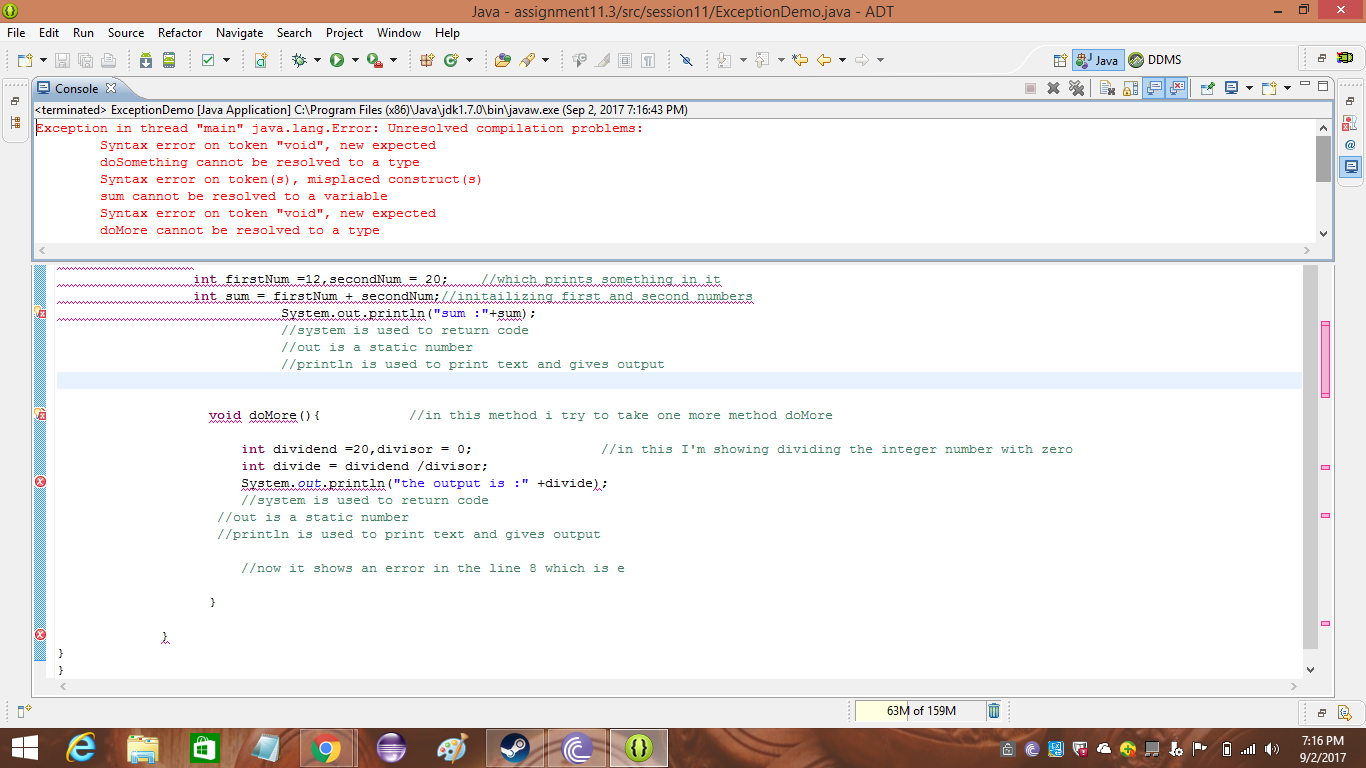 Java - assignment11.3/src/session11/ExceptionDemo.java - ADT
File Edit Run Source Refactor Navigate Search Project Window Help
Java DDMS
Console
<terminated> ExceptionDemo [Java Application] C:\Program Files (x86)\Java\jdk1.7.0\bin\javaw.exe (Sep 2, 2017 7:16:43 PM)
Exception in thread "main" java.lang.Error: Unresolved compilation problems:
Syntax error on token "void", new expected
doSomething cannot be resolved to a type
Syntax error on token(s), misplaced construct(s)
sum cannot be resolved to a variable
Syntax error on token "void", new expected
doMore cannot be resolved to a type
int firstNum =12,secondNum = 20; //which prints something in it
int sum = firstNum + secondNum;//initailizing first and second numbers
System.out.println("sum :"+sum);
//system is used to return code
//out is a static number
//println is used to print text and gives output
void doMore(){ //in this method i try to take one more method doMore
int dividend =20,divisor = 0; //in this I'm showing dividing the integer number with zero
int divide = dividend /divisor;
System.out.println("the output is :" +divide);
//system is used to return code
//out is a static number
//println is used to print text and gives output
//now it shows an error in the line 8 which is e
}
}
}
}
63M of 159M
7:16 PM
9/2/2017